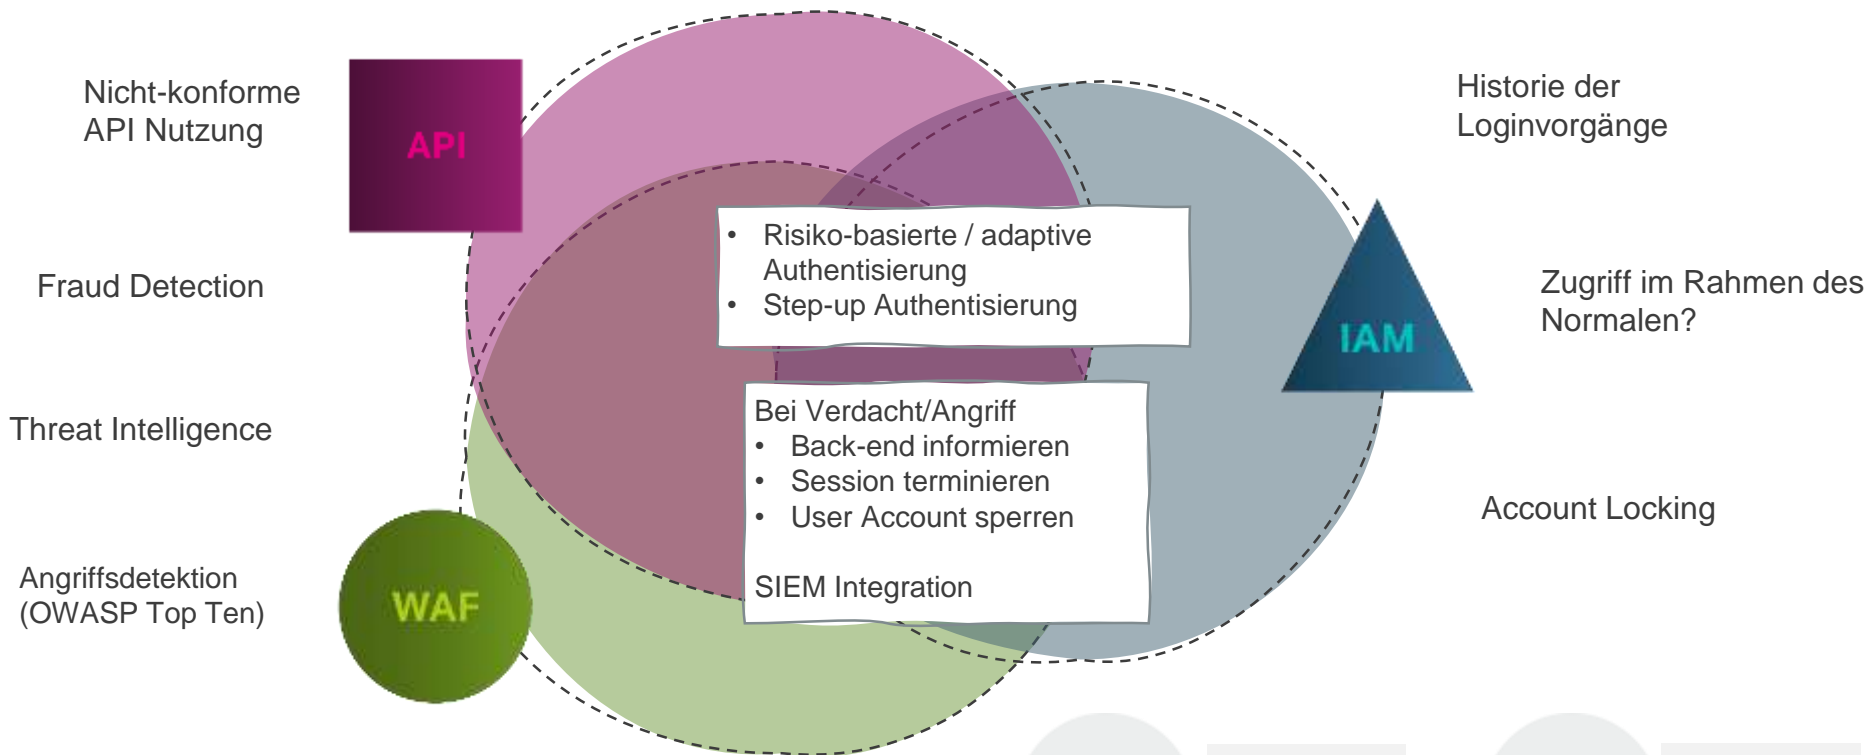 Nicht-konforme
API Nutzung
API
Fraud Detection
Threat Intelligence
Angriffsdetektion
(OWASP Top Ten)
WAF
• Risiko-basierte / adaptive
Authentisierung
• Step-up Authentisierung
Bei Verdacht/Angriff
• Back-end informieren
• Session terminieren
• User Account sperren
SIEM Integration
Historie der
Loginvorgänge
IAM
Zugriff im Rahmen des
Normalen?
Account Locking